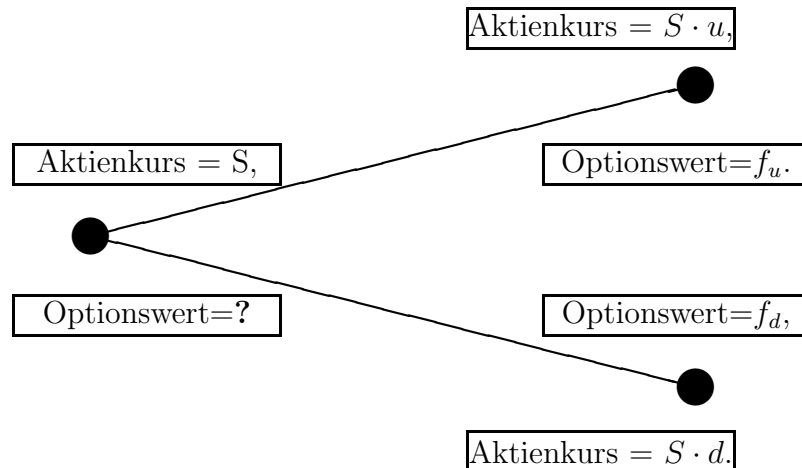 Aktienkurs = S · u,
Aktienkurs = S,
Optionswert=f_u.
Optionswert=?
Optionswert=f_d,
Aktienkurs = S · d.